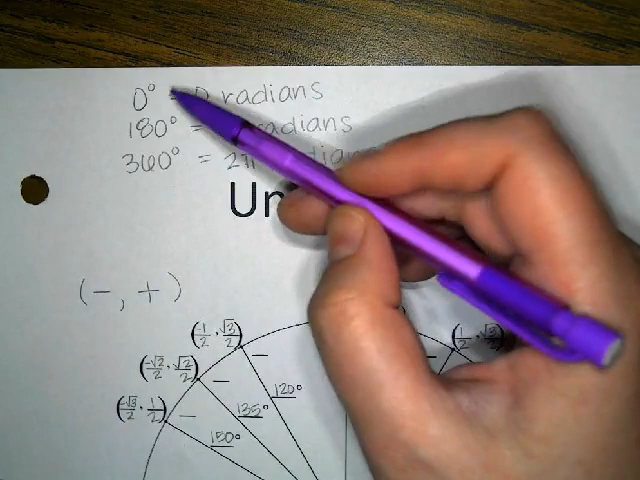 0° = 0 radians
180° = radians
360° = 2π
Un
(-, +)
(-1/2, √3/2)
(1/2, √3/2)
(-√2/2, √2/2)
120°
(-√3/2, 1/2)
135°
150°